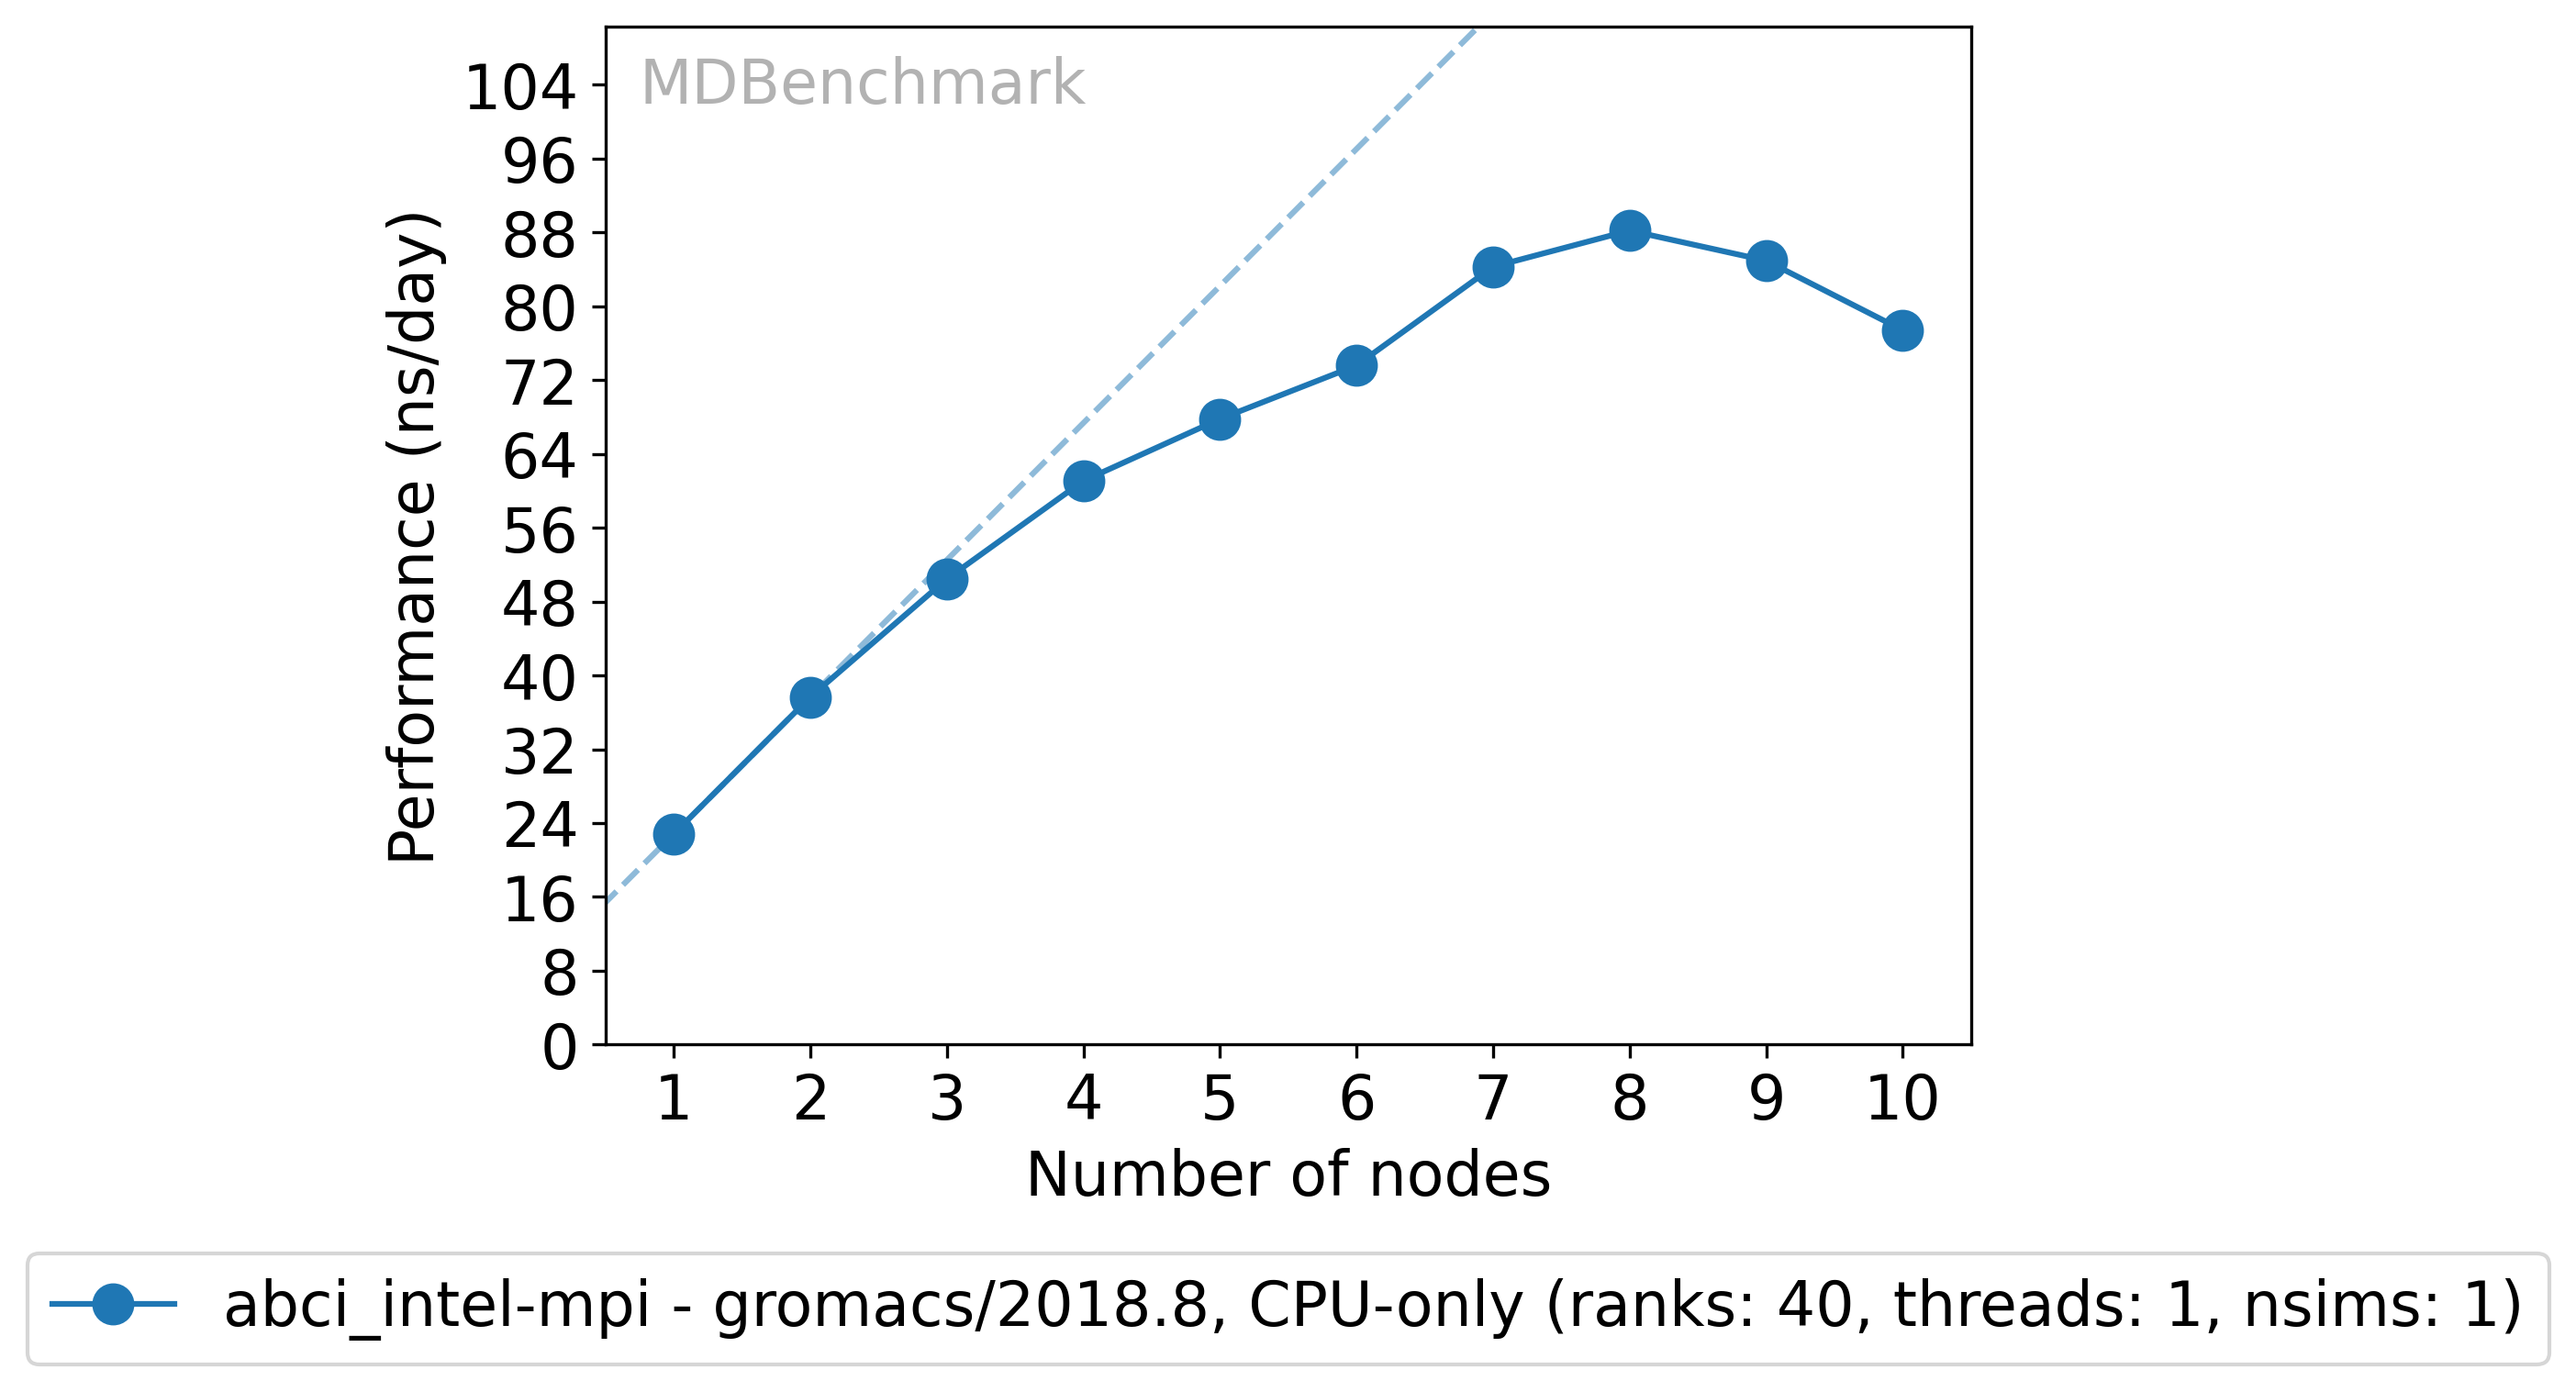 MDBenchmark
104
96
88
80
72
64
56
48
40
32
24
16
8
0
Performance (ns/day)
1 2 3 4 5 6 7 8 9 10
Number of nodes
abci_intel-mpi - gromacs/2018.8, CPU-only (ranks: 40, threads: 1, nsims: 1)